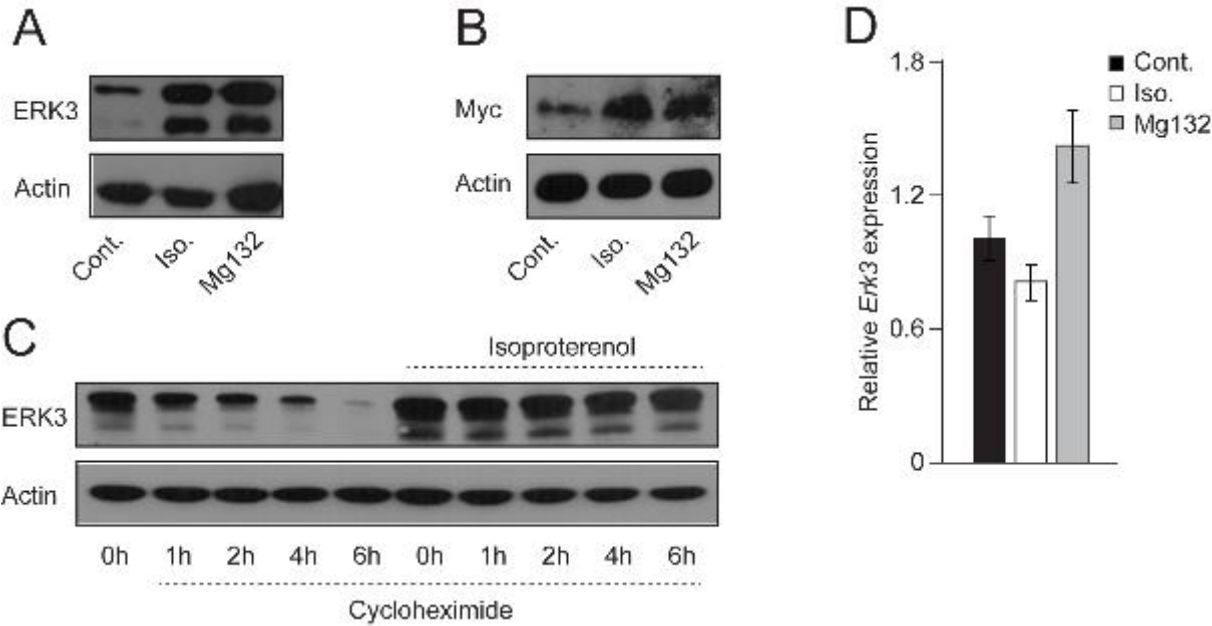 A
ERK3
Actin
Cont.
Iso.
Mg132
B
Myc
Actin
Cont.
Iso.
Mg132
C
Isoproterenol
ERK3
Actin
0h 1h 2h 4h 6h 0h 1h 2h 4h 6h
Cycloheximide
D
Relative Erk3 expression
1.8
1.2
0.6
0
Cont.
Iso.
Mg132